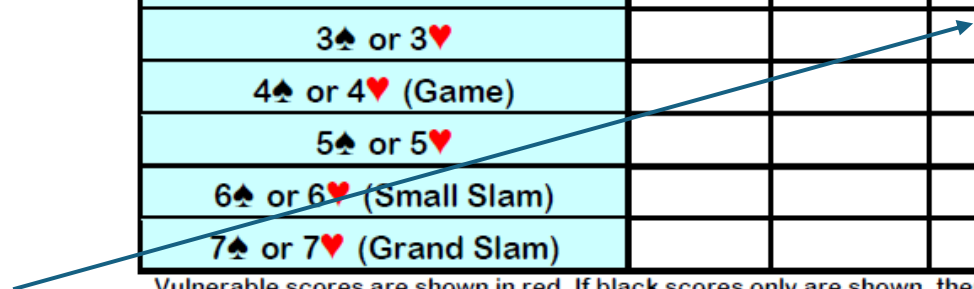 3♠ or 3♥
4♠ or 4♥ (Game)
5♠ or 5♥
6♠ or 6♥ (Small Slam)
7♠ or 7♥ (Grand Slam)
Vulnerable scores are shown in red. If black scores only are shown, the